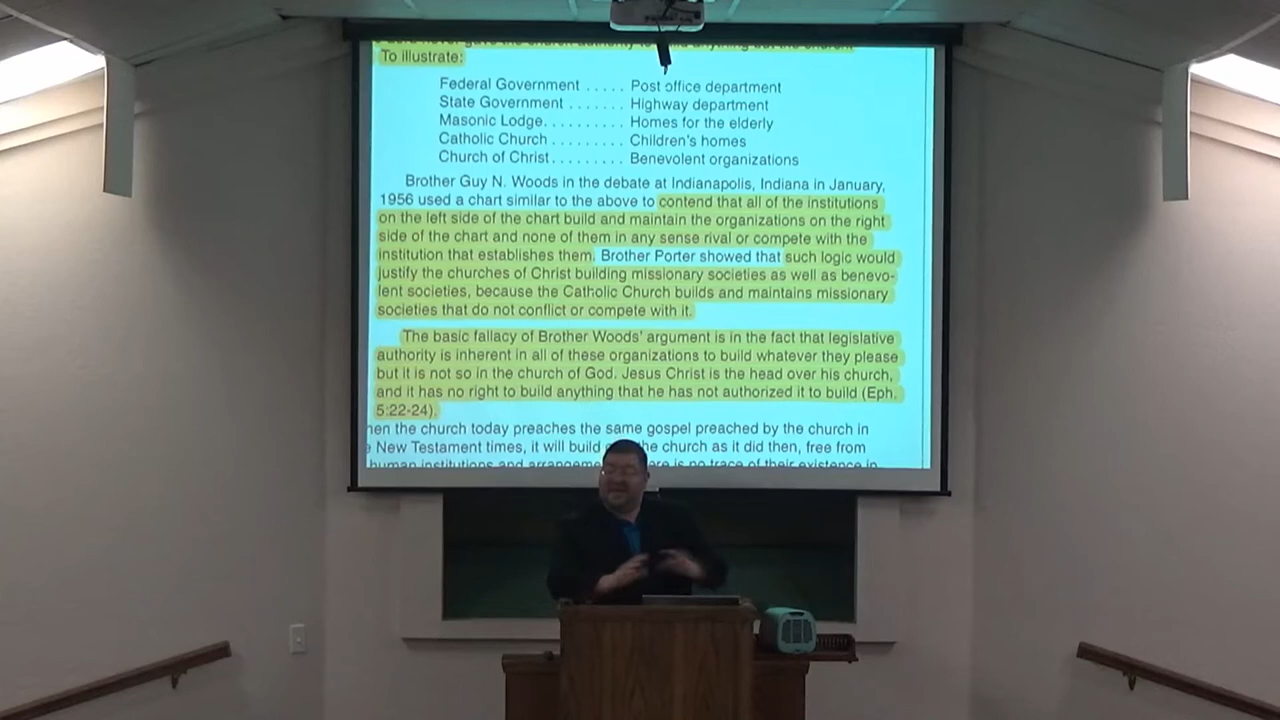 To illustrate:
Federal Government ..... Post office department
State Government ....... Highway department
Masonic Lodge.......... Homes for the elderly
Catholic Church ......... Children's homes
Church of Christ......... Benevolent organizations
Brother Guy N. Woods in the debate at Indianapolis, Indiana in January,
1956 used a chart similar to the above to contend that all of the institutions
on the left side of the chart build and maintain the organizations on the right
side of the chart and none of them in any sense rival or compete with the
institution that establishes them. Brother Porter showed that such logic would
justify the churches of Christ building missionary societies as well as benevo-
lent societies, because the Catholic Church builds and maintains missionary
societies that do not conflict or compete with it.
The basic fallacy of Brother Woods' argument is in the fact that legislative
authority is inherent in all of these organizations to build whatever they please
but it is not so in the church of God. Jesus Christ is the head over his church,
and it has no right to build anything that he has not authorized it to build (Eph.
5:22-24).
the church today preaches the same gospel preached by the church in
New Testament times, it will build the church as it did then, free from
human institutions and is no trace of their existence in